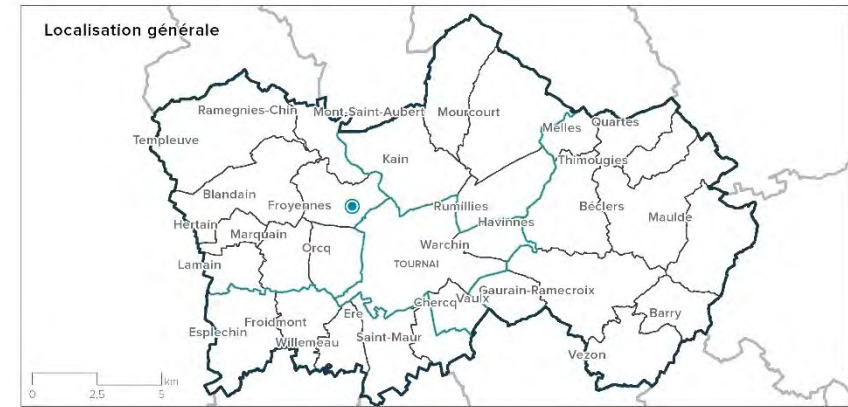 Localisation générale
Ramegnies-Chin
Mont-Saint-Aubert
Mourcourt
Quartes
Melles
Templeuve
Kain
Thimougies
Blandain
Froyennes
Rumillies
Béclers
Maulde
Hertain
Havinnes
Marquain
Orcq
Warchin
Lamain
TOURNAI
Gaurain-Ramecroix
Chercq
Vaulx
Barry
Ere
Froidmont
Esplechin
Willemeau
Saint-Maur
Vezon
km
0 2,5 5